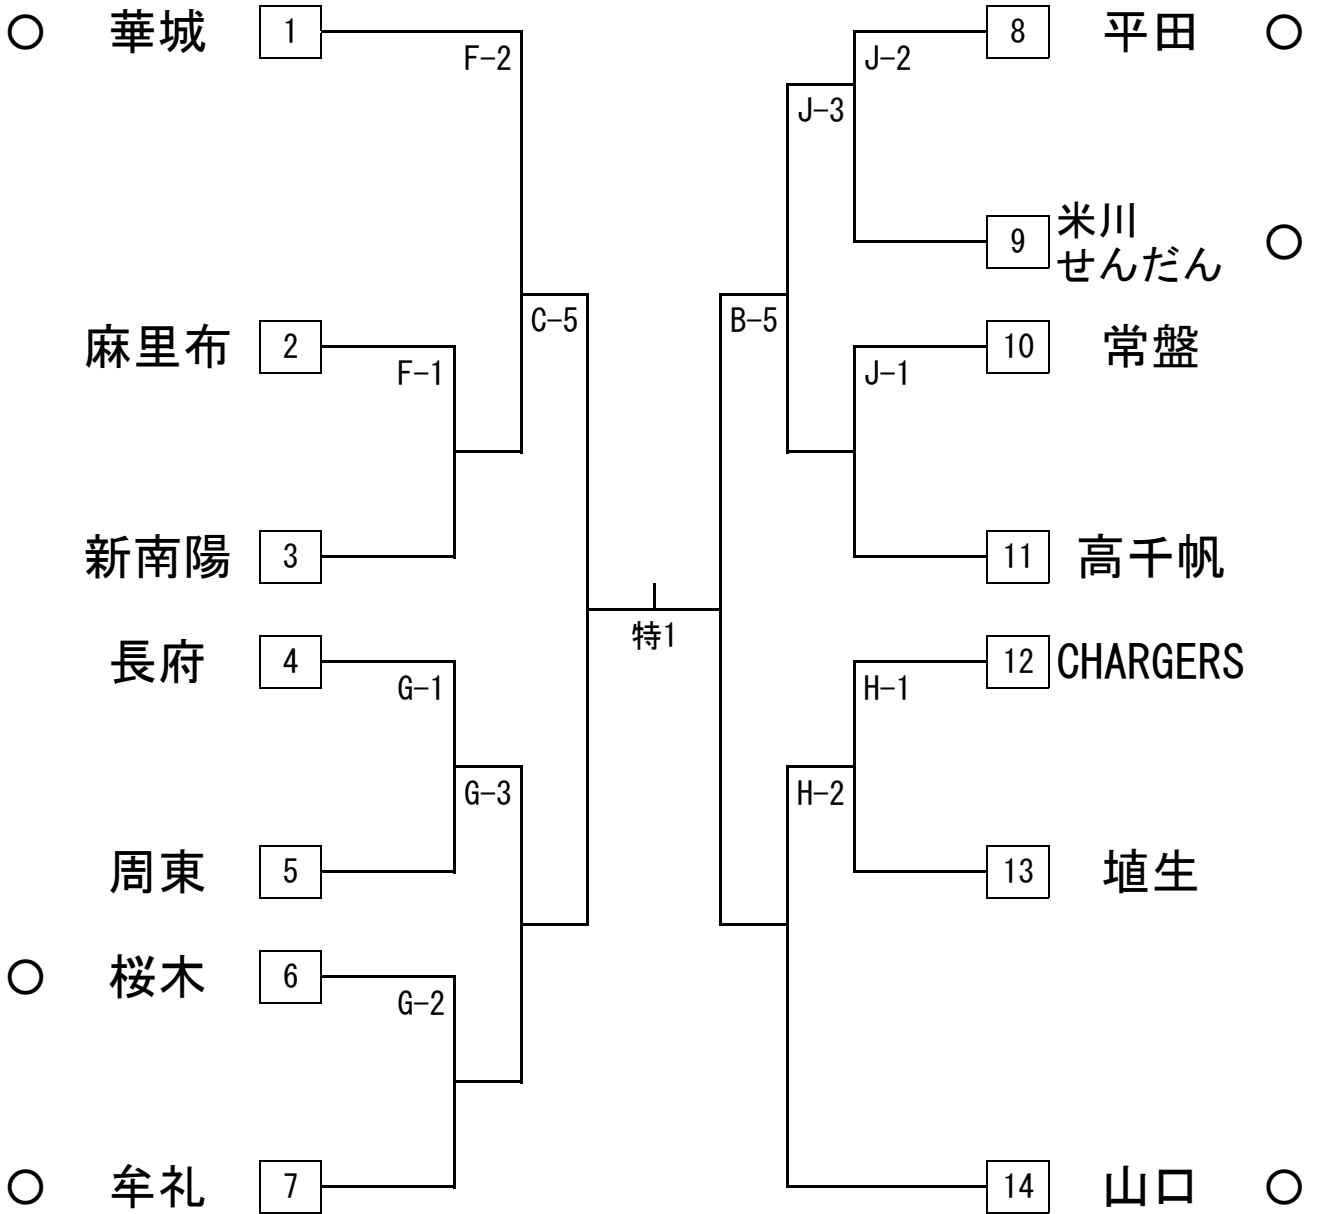 ○ 華城 1
F-2
麻里布 2
F-1
新南陽 3
長府 4
G-1
G-3
周東 5
○ 桜木 6
G-2
○ 牟礼 7
C-5
特1
B-5
8 平田 ○
J-2
J-3
9 米川
せんだん ○
10 常盤
J-1
11 高千帆
12 CHARGERS
H-1
H-2
13 埴生
14 山口 ○